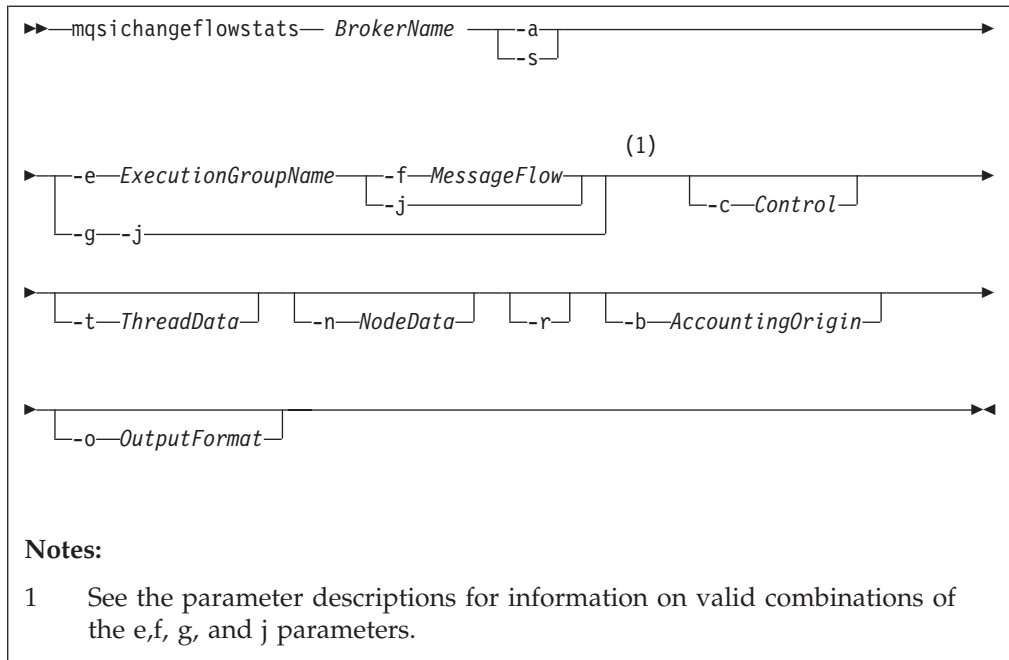 mqsichangeflowstats BrokerName -a
-s
(1)
-e ExecutionGroupName -f MessageFlow
-j -c Control
-g -j
-t ThreadData -n NodeData -r -b AccountingOrigin
-o OutputFormat
Notes:
1 See the parameter descriptions for information on valid combinations of
the e,f, g, and j parameters.